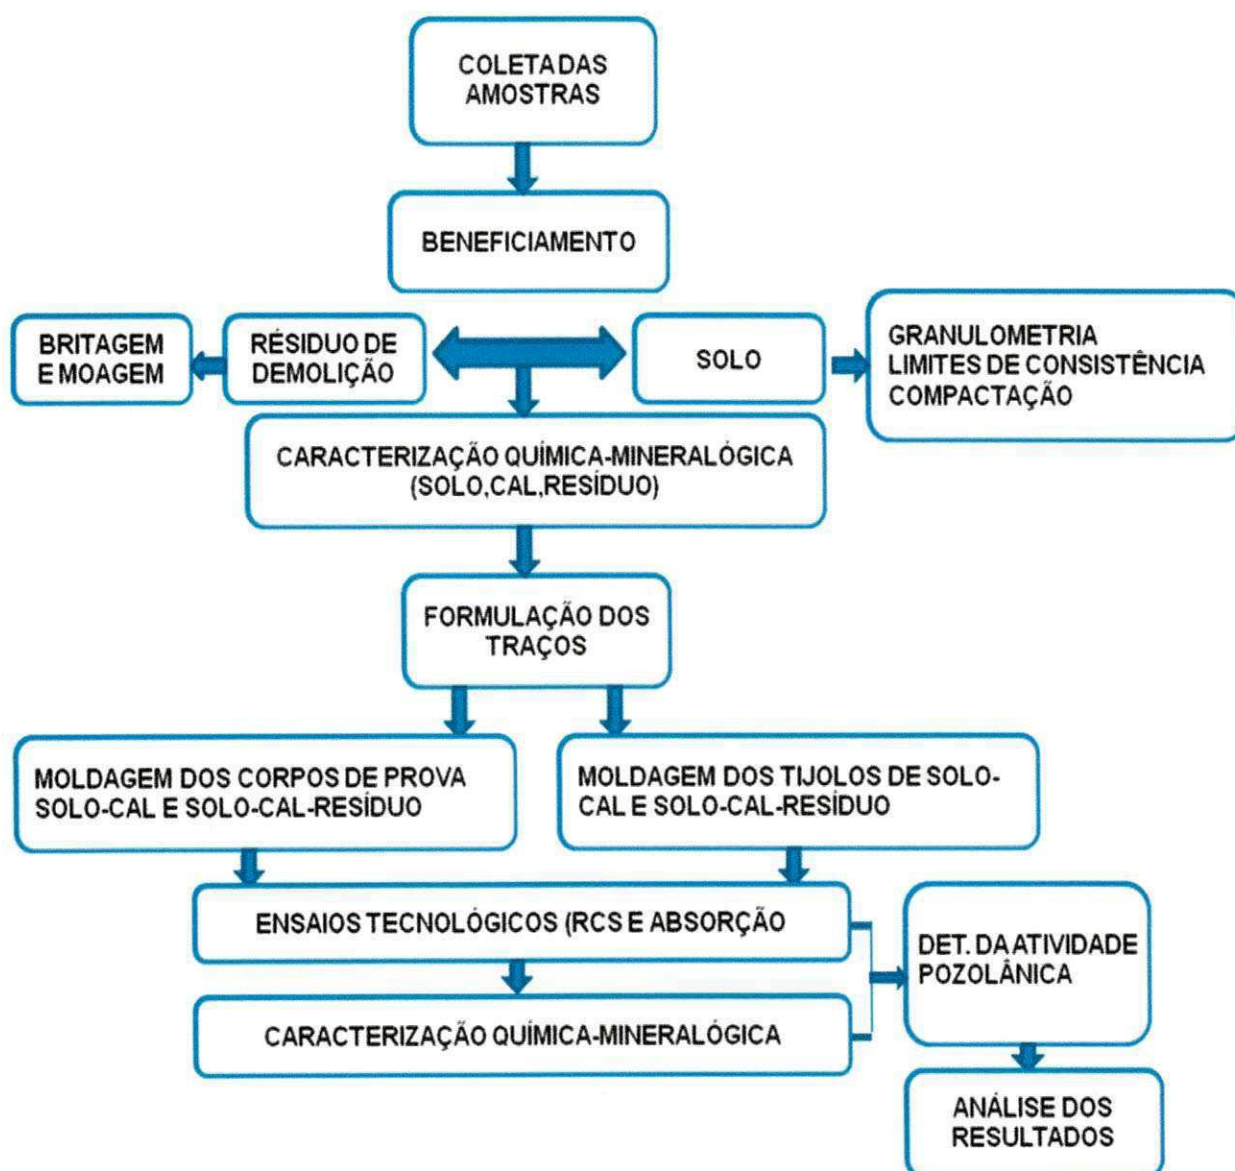 COLETA DAS
AMOSTRAS
BENEFICIAMENTO
BRITAGEM
E MOAGEM
RÉSIDUO DE
DEMOLIÇÃO
SOLO
GRANULOMETRIA
LIMITES DE CONSISTÊNCIA
COMPACTAÇÃO
CARACTERIZAÇÃO QUÍMICA-MINERALÓGICA
(SOLO,CAL,RESÍDUO)
FORMULAÇÃO DOS
TRAÇOS
MOLDAGEM DOS CORPOS DE PROVA
SOLO-CAL E SOLO-CAL-RESÍDUO
MOLDAGEM DOS TIJOLOS DE SOLO-
CAL E SOLO-CAL-RESÍDUO
ENSAIOS TECNOLÓGICOS (RCS E ABSORÇÃO
CARACTERIZAÇÃO QUÍMICA-MINERALÓGICA
DET. DA ATIVIDADE
POZOLÂNICA
ANÁLISE DOS
RESULTADOS